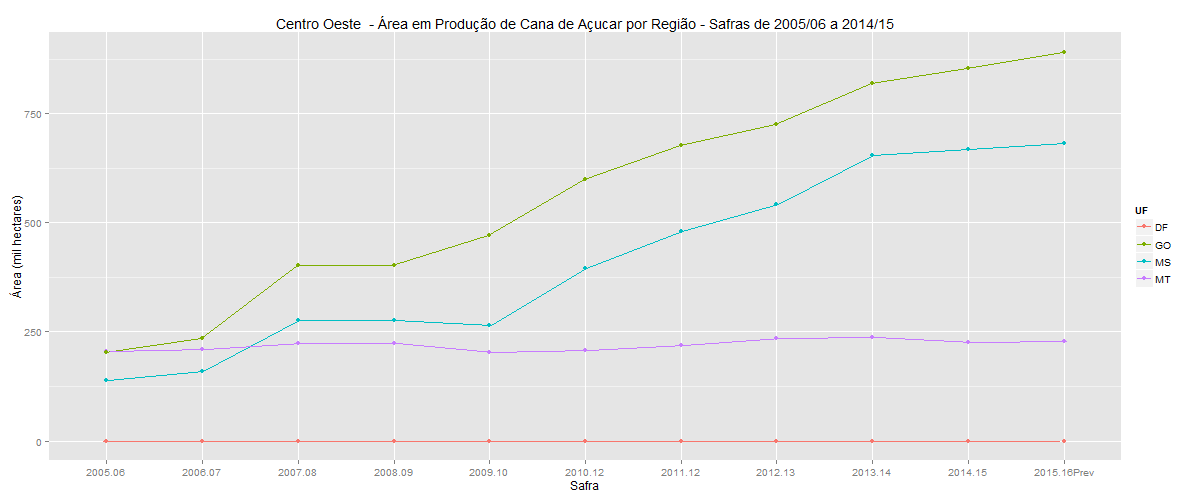 Centro Oeste  - Área em Produção de Cana de Açucar por Região - Safras de 2005/06 a 2014/15
Área (mil hectares)
750
500
250
0
2005.06 2006.07 2007.08 2008.09 2009.10 2010.12 2011.12 2012.13 2013.14 2014.15 2015.16Prev
Safra
UF
DF
GO
MS
MT